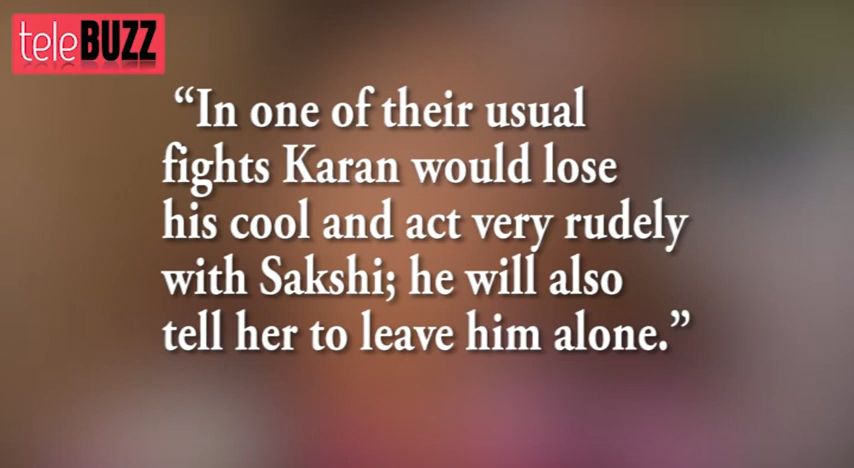 teleBUZZ
“In one of their usual
fights Karan would lose
his cool and act very rudely
with Sakshi; he will also
tell her to leave him alone.”